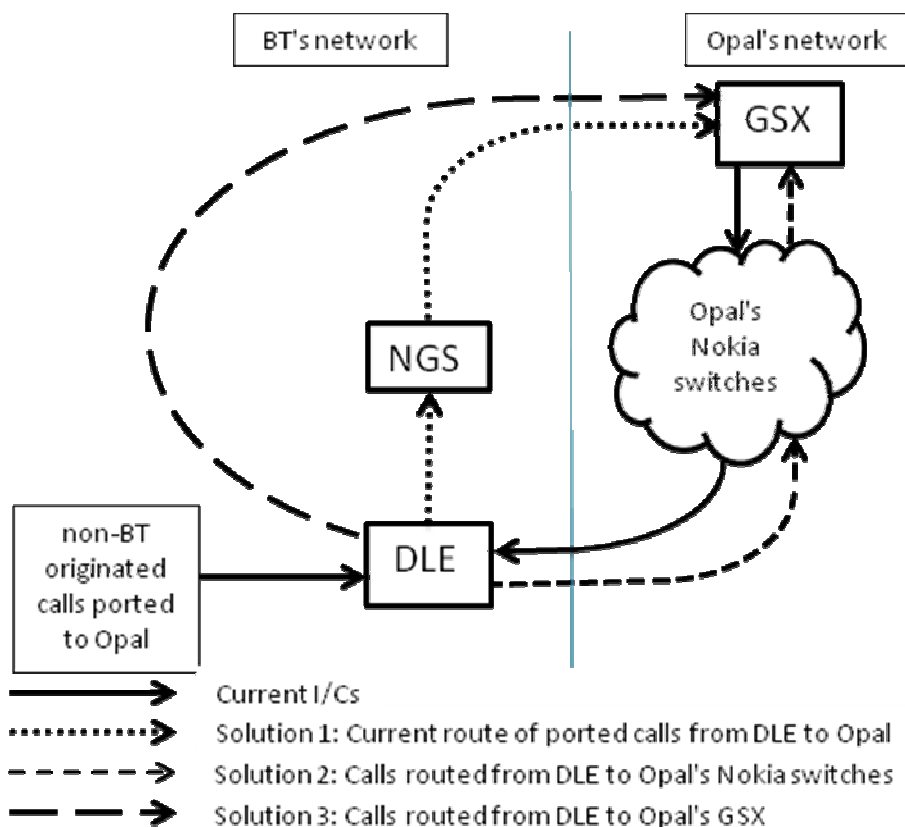 BT's network
Opal's network
GSX
Opal's
Nokia
switches
NGS
DLE
non-BT
originated
calls ported
to Opal
Current I/Cs
Solution 1: Current route of ported calls from DLE to Opal
Solution 2: Calls routed from DLE to Opal's Nokia switches
Solution 3: Calls routed from DLE to Opal's GSX